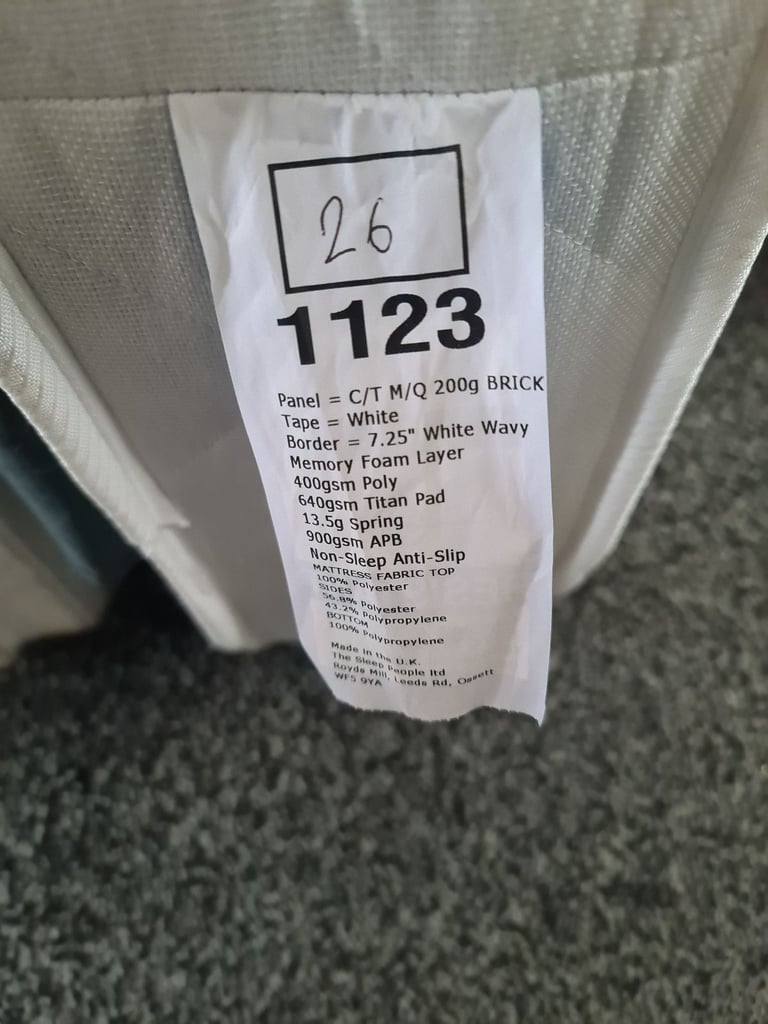 26
1123
Panel = C/T M/Q 200g BRICK
Tape = White
Border = 7.25" White Wavy
Memory Foam Layer
400gsm Poly
640gsm Titan Pad
13.5g Spring
900gsm APB
Non-Sleep Anti-Slip
MATTRESS FABRIC TOP
100% Polyester
SIDES
56.8% Polyester
43.2% Polypropylene
BOTTOM
100% Polypropylene
Made in the U.K.
The Sleep People ltd
Royds Mill, Leeds Rd, Ossett
WF5 9YA